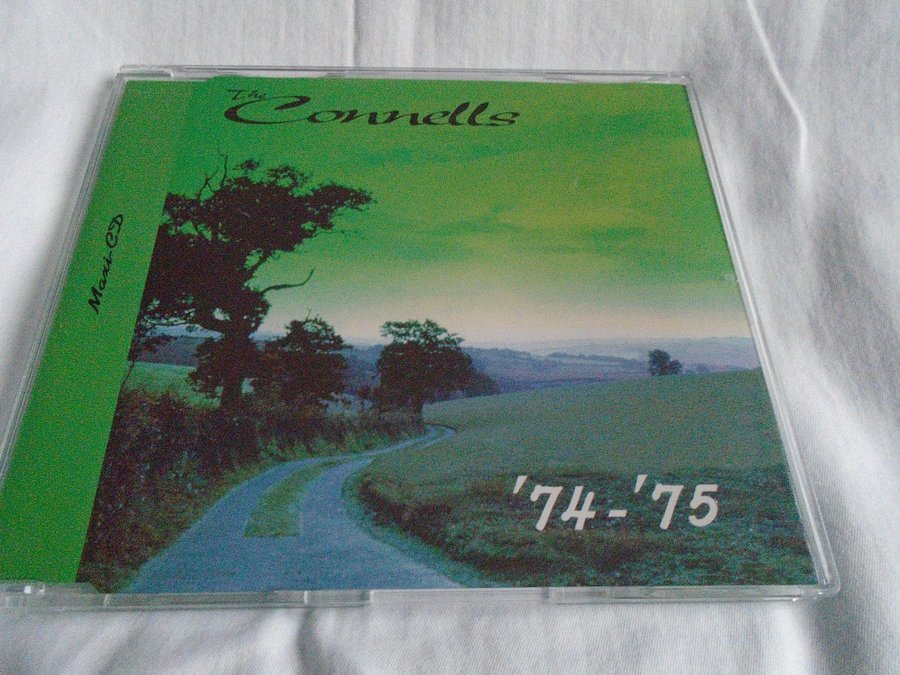 The
Connells
Maxi-CD
'74-'75